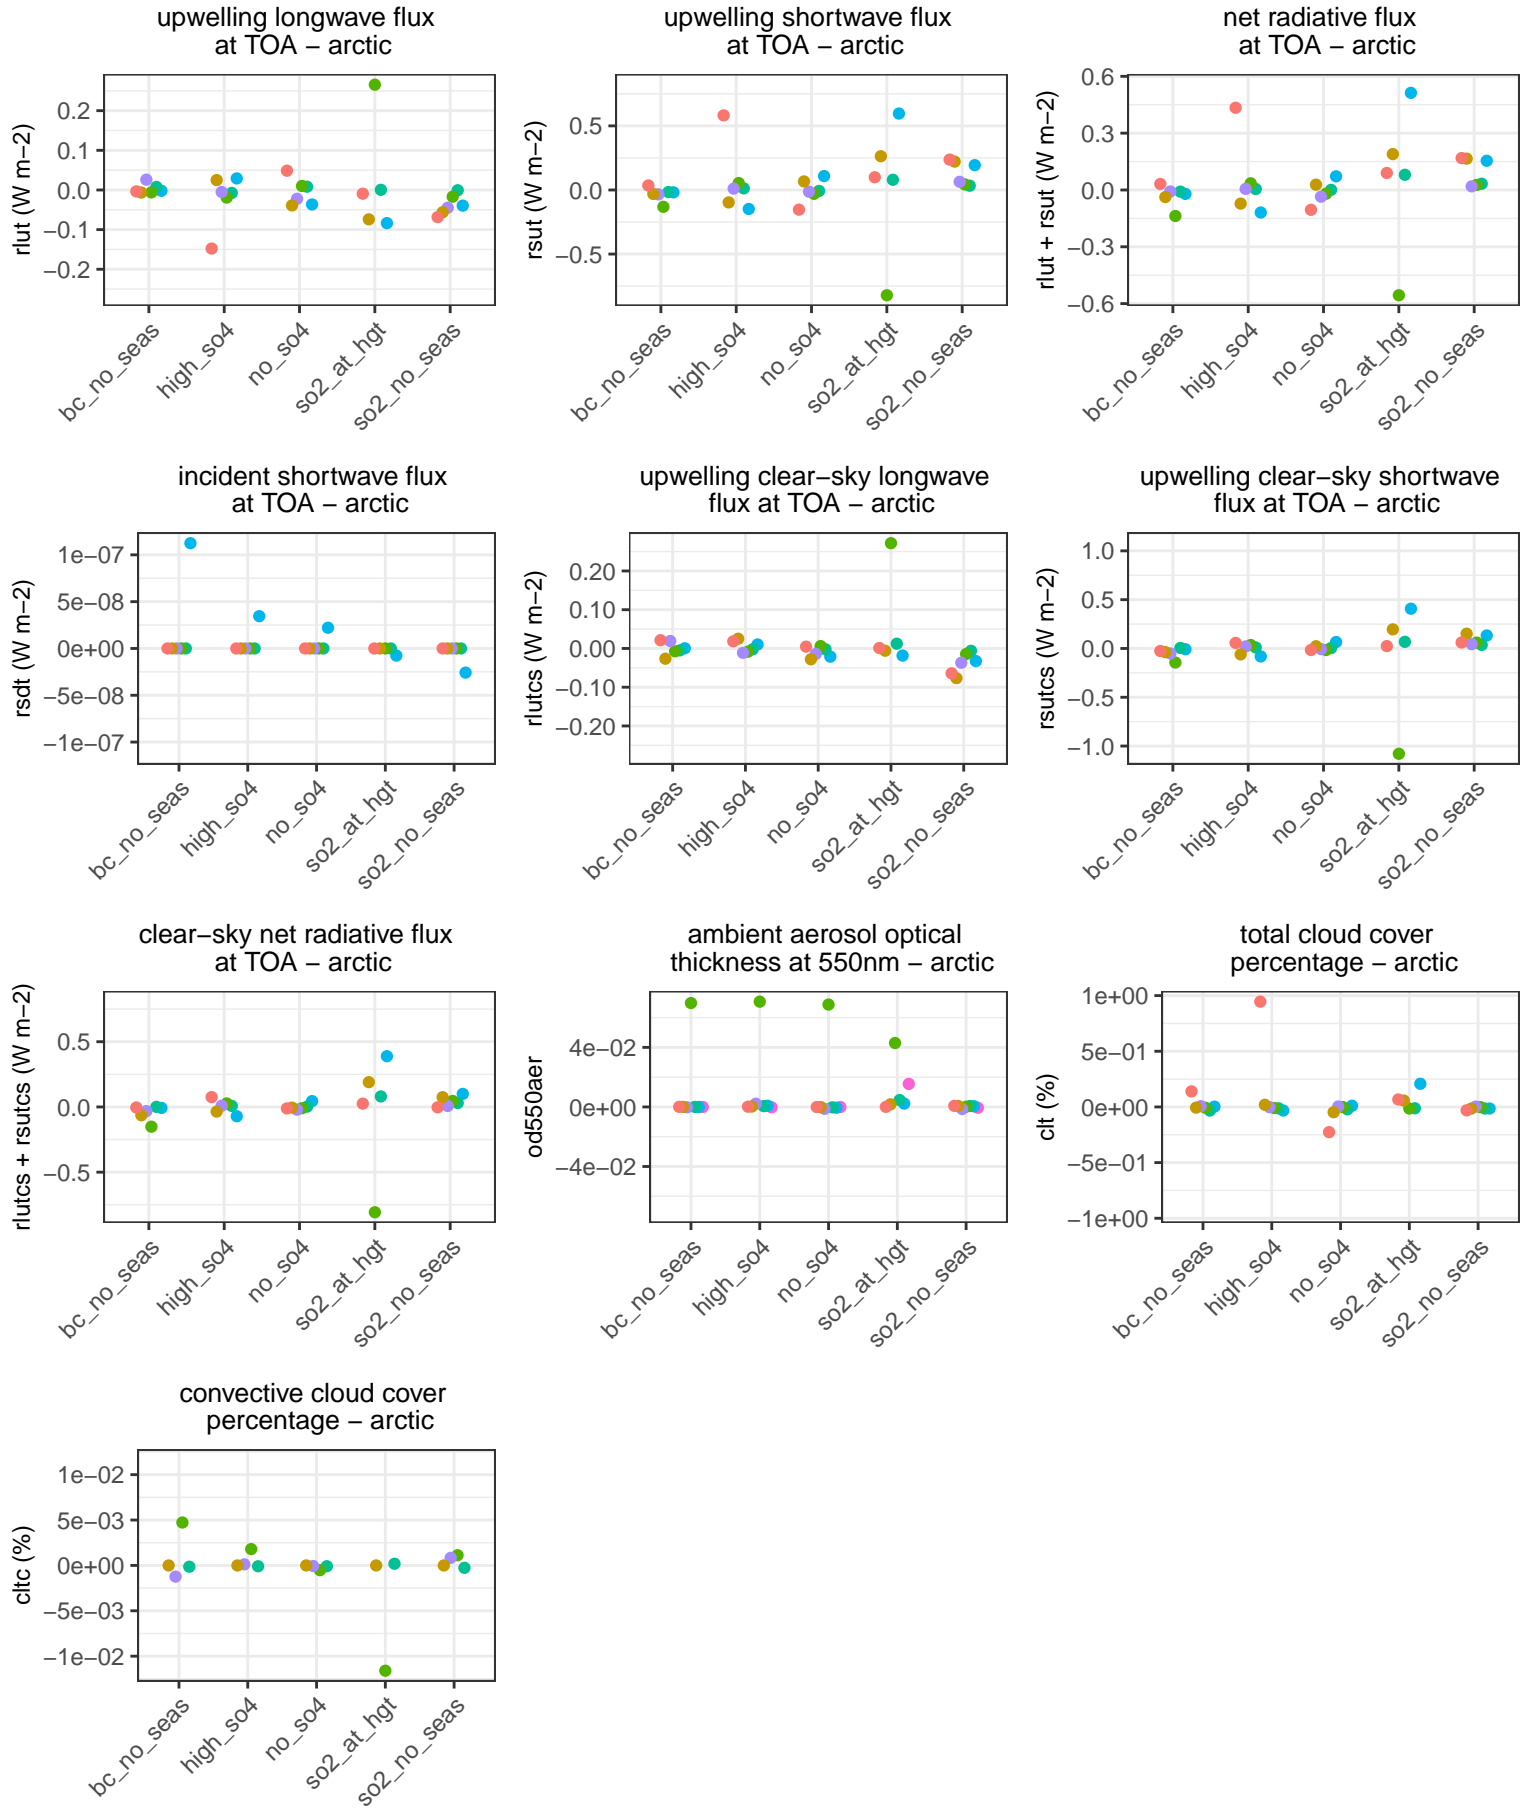 upwelling longwave flux
at TOA − arctic
rlut (W m−2)
0.2
0.1
0.0
−0.1
−0.2
bc_no_seas
high_so4
no_so4
so2_at_hgt
so2_no_seas
upwelling shortwave flux
at TOA − arctic
rsut (W m−2)
0.5
0.0
−0.5
bc_no_seas
high_so4
no_so4
so2_at_hgt
so2_no_seas
net radiative flux
at TOA − arctic
rlut + rsut (W m−2)
0.6
0.3
0.0
−0.3
−0.6
bc_no_seas
high_so4
no_so4
so2_at_hgt
so2_no_seas
incident shortwave flux
at TOA − arctic
rsdt (W m−2)
1e−07
5e−08
0e+00
−5e−08
−1e−07
bc_no_seas
high_so4
no_so4
so2_at_hgt
so2_no_seas
upwelling clear−sky longwave
flux at TOA − arctic
rlutcs (W m−2)
0.20
0.10
0.00
−0.10
−0.20
bc_no_seas
high_so4
no_so4
so2_at_hgt
so2_no_seas
upwelling clear−sky shortwave
flux at TOA − arctic
rsutcs (W m−2)
1.0
0.5
0.0
−0.5
−1.0
bc_no_seas
high_so4
no_so4
so2_at_hgt
so2_no_seas
clear−sky net radiative flux
at TOA − arctic
rlutcs + rsutcs (W m−2)
0.5
0.0
−0.5
bc_no_seas
high_so4
no_so4
so2_at_hgt
so2_no_seas
ambient aerosol optical
thickness at 550nm − arctic
od550aer
4e−02
0e+00
−4e−02
bc_no_seas
high_so4
no_so4
so2_at_hgt
so2_no_seas
total cloud cover
percentage − arctic
clt (%)
1e+00
5e−01
0e+00
−5e−01
−1e+00
bc_no_seas
high_so4
no_so4
so2_at_hgt
so2_no_seas
convective cloud cover
percentage − arctic
cltc (%)
1e−02
5e−03
0e+00
−5e−03
−1e−02
bc_no_seas
high_so4
no_so4
so2_at_hgt
so2_no_seas